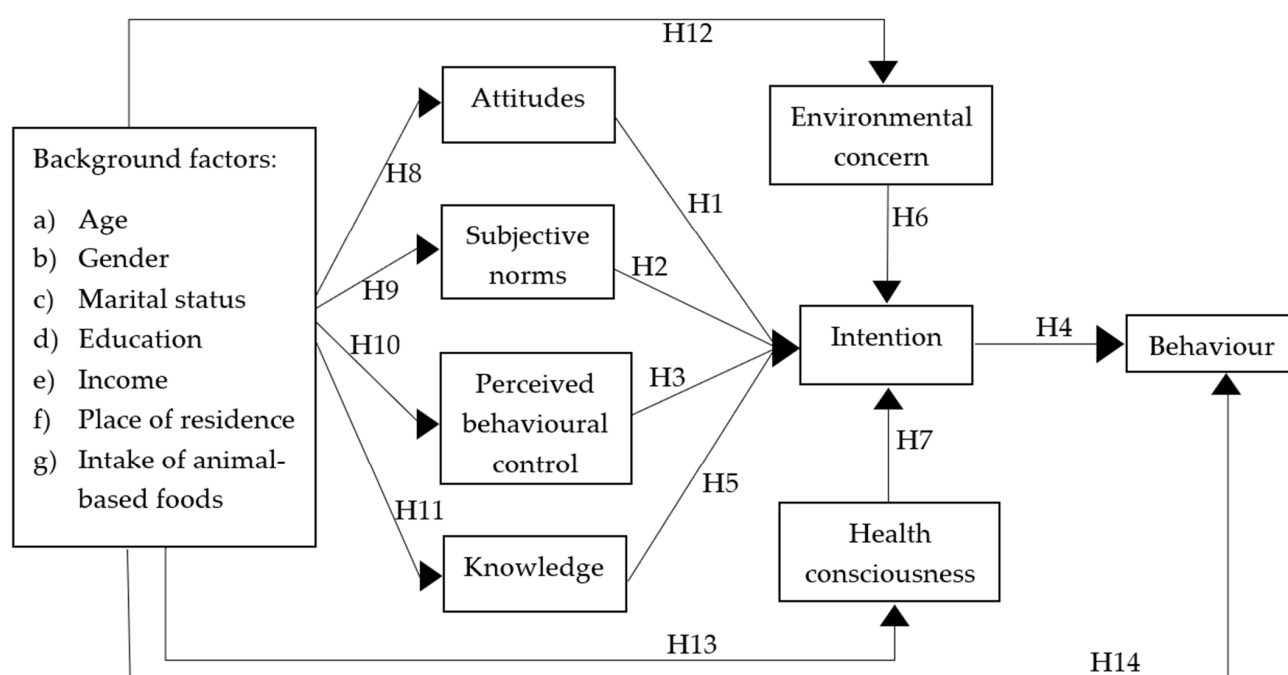 H12
Attitudes
Environmental
concern
Background factors:
a) Age
b) Gender
c) Marital status
d) Education
e) Income
f) Place of residence
g) Intake of animal-
based foods
H8
H1
H6
Subjective
norms
H9
H2
H10
Perceived
behavioural
control
H3
Intention
H4
Behaviour
H7
H5
H11
Knowledge
Health
consciousness
H13
H14